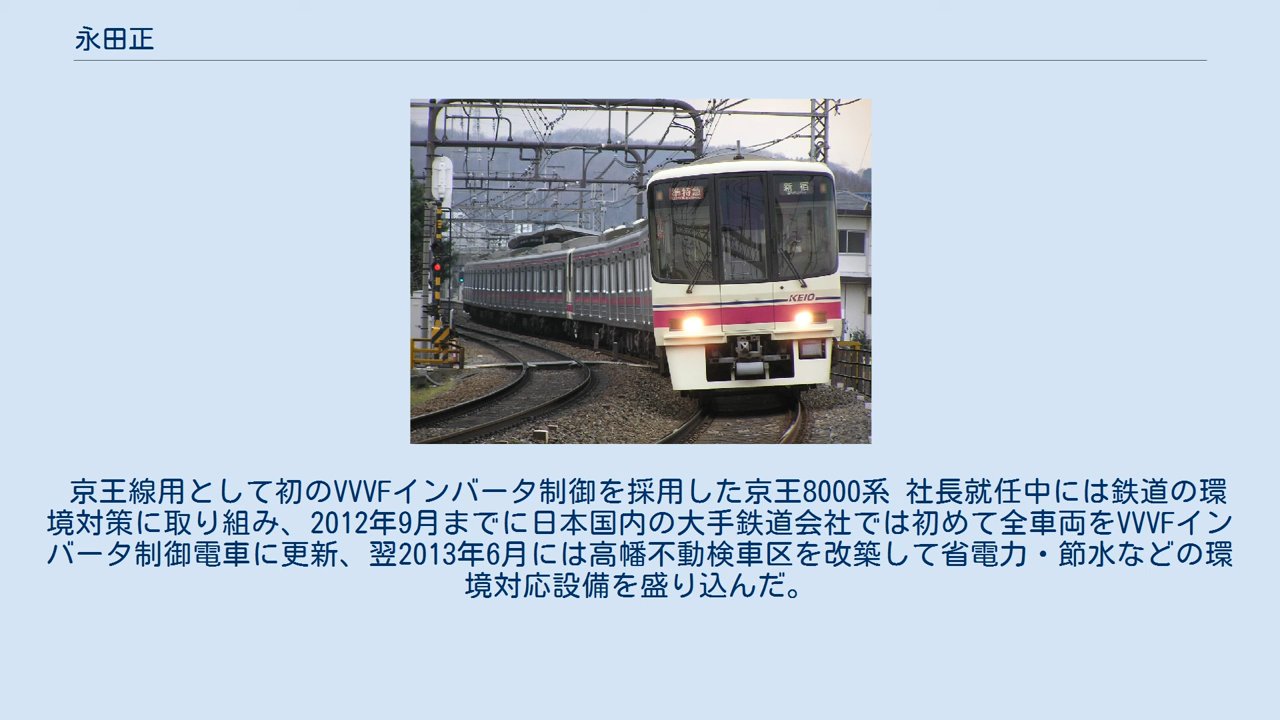 永田正
準特急
新宿
KEIO
京王線用として初のVVVFインバータ制御を採用した京王8000系 社長就任中には鉄道の環
境対策に取り組み、2012年9月までに日本国内の大手鉄道会社では初めて全車両をVVVFイン
バータ制御電車に更新、翌2013年6月には高幡不動検車区を改築して省電力・節水などの環
境対応設備を盛り込んだ。